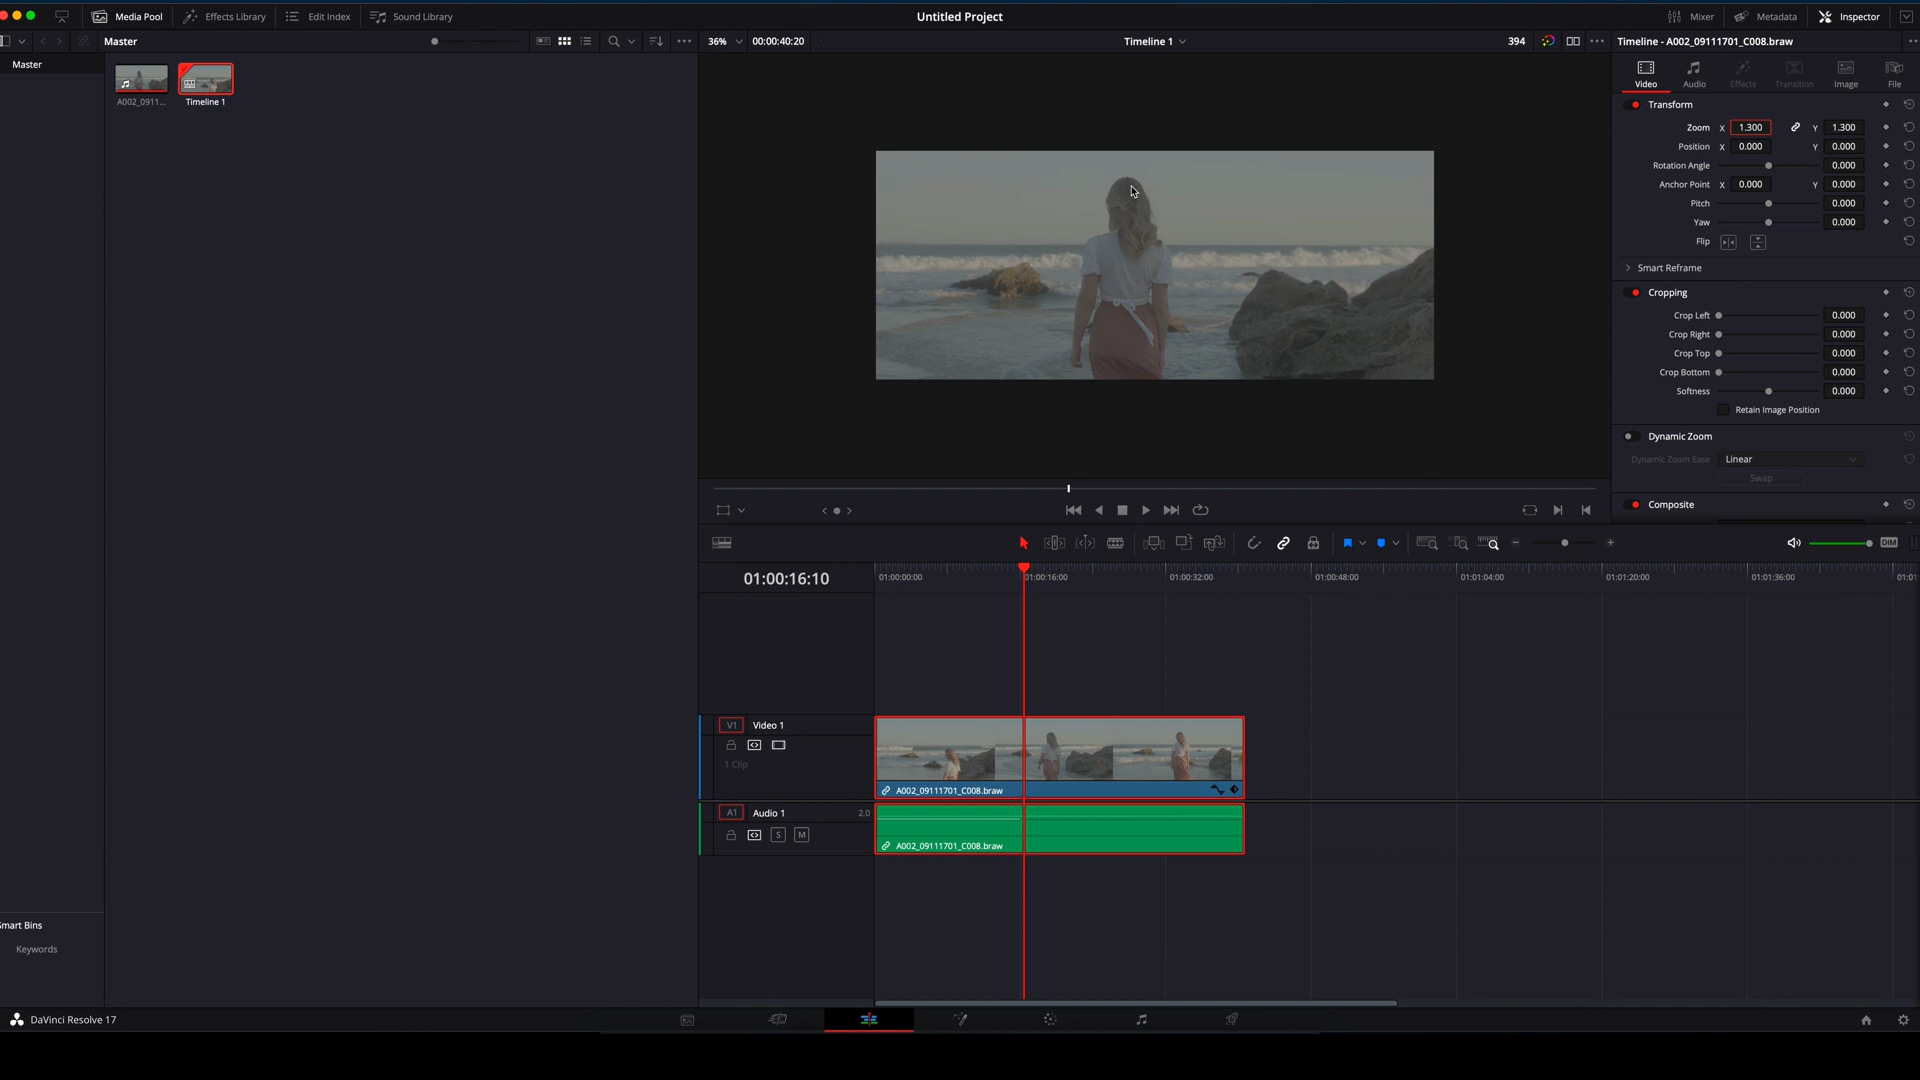 Media Pool Effects Library Edit Index Sound Library Untitled Project Mixer Metadata Inspector
Master 36% 00:00:40:20 Timeline 1 394 Timeline - A002_09111701_C008.braw
Master
A002_0911... Timeline 1
Video Audio Effects Transition Image File
Transform
Zoom X 1.300 Y 1.300
Position X 0.000 Y 0.000
Rotation Angle 0.000
Anchor Point X 0.000 Y 0.000
Pitch 0.000
Yaw 0.000
Flip
Smart Reframe
Cropping
Crop Left 0.000
Crop Right 0.000
Crop Top 0.000
Crop Bottom 0.000
Softness 0.000
Retain Image Position
Dynamic Zoom
Dynamic Zoom Ease Linear
Swap
Composite
DIM
01:00:16:10
01:00:00:00 01:00:16:00 01:00:32:00 01:00:48:00 01:01:04:00 01:01:20:00 01:01:36:00 01:01
V1 Video 1
1 Clip
A002_09111701_C008.braw
A1 Audio 1 2.0
S M
A002_09111701_C008.braw
Smart Bins
Keywords
DaVinci Resolve 17